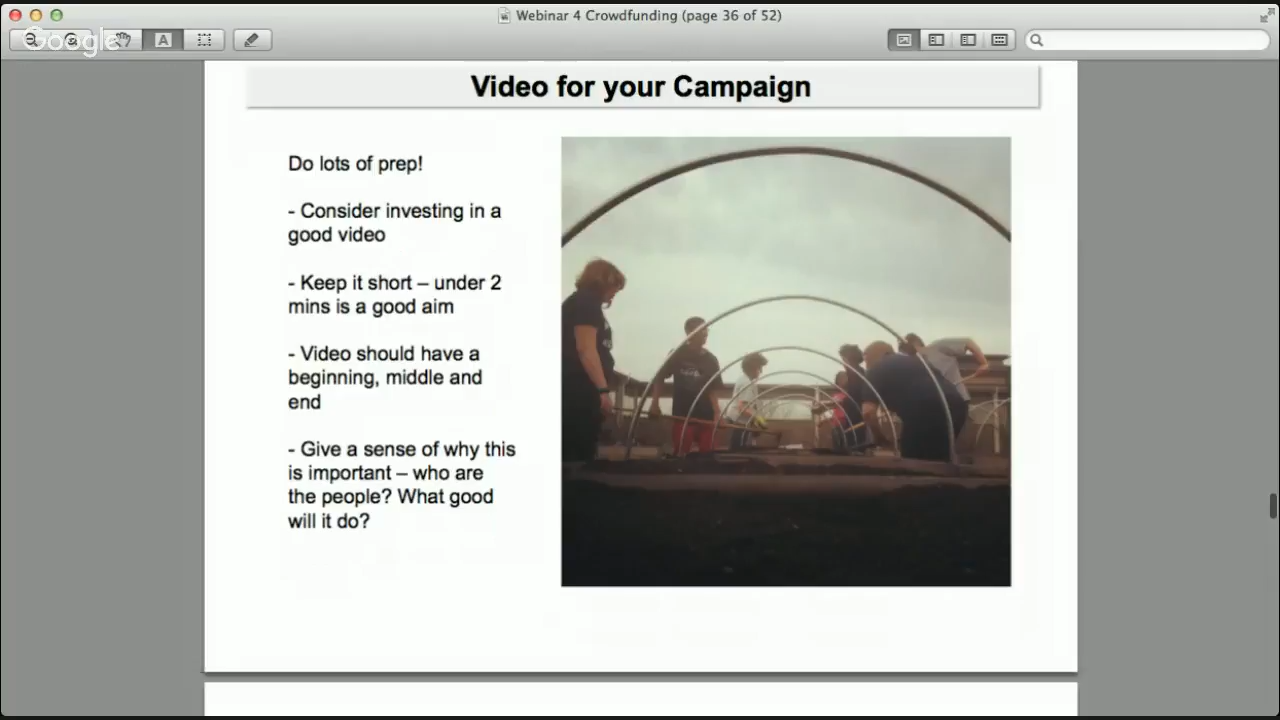 Webinar 4 Crowdfunding (page 36 of 52)
Google
A
Video for your Campaign
Do lots of prep!
- Consider investing in a
good video
- Keep it short – under 2
mins is a good aim
- Video should have a
beginning, middle and
end
- Give a sense of why this
is important – who are
the people? What good
will it do?